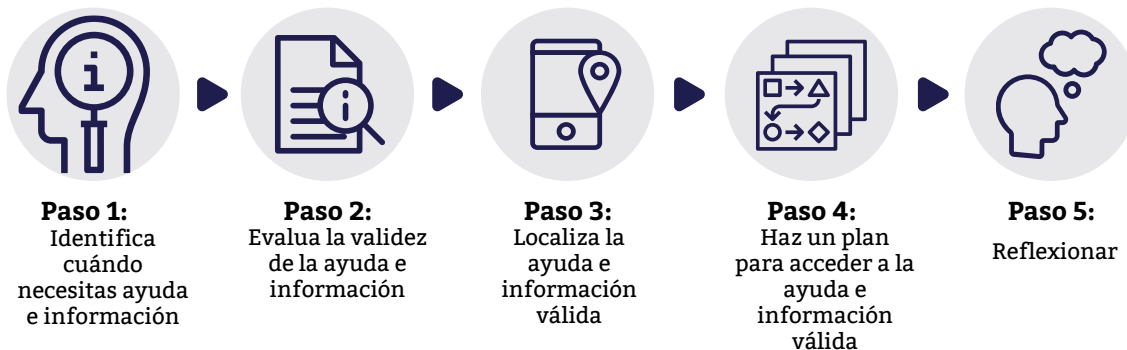 Paso 1:
Identifica
cuándo
necesitas ayuda
e información
Paso 2:
Evalua la validez
de la ayuda e
información
Paso 3:
Localiza la
ayuda e
información
válida
Paso 4:
Haz un plan
para acceder a la
ayuda e
información
válida
Paso 5:
Reflexionar